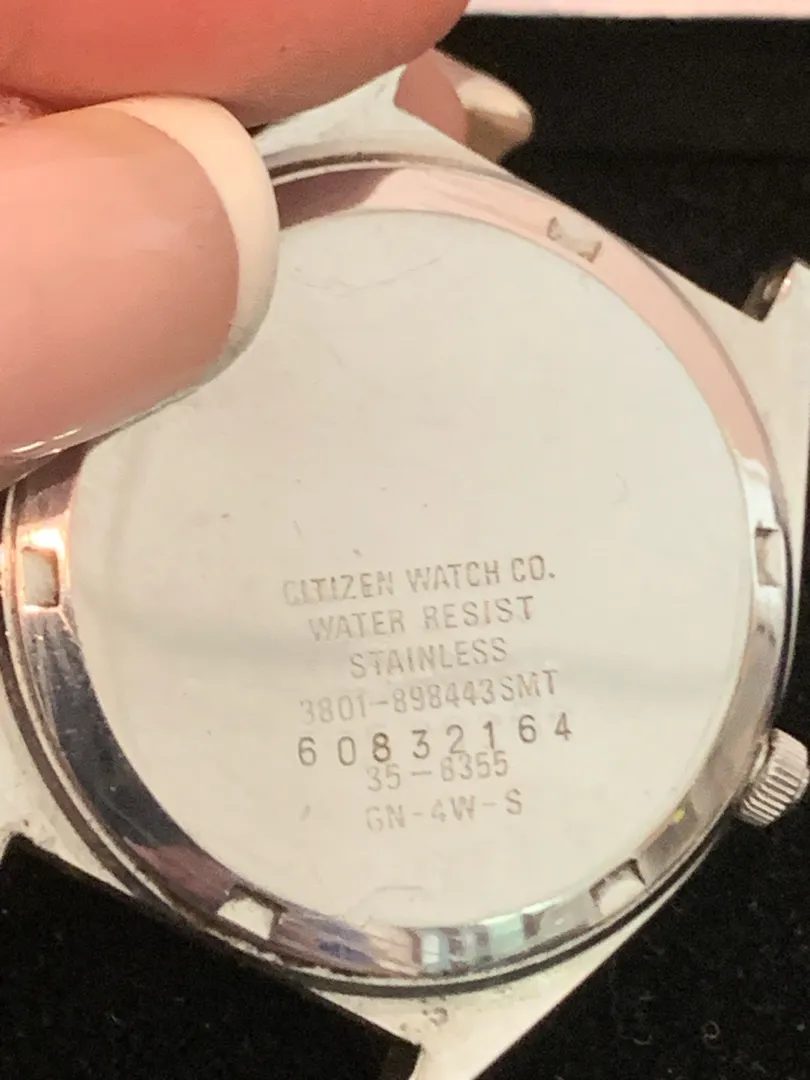 CITIZEN WATCH CO.
WATER RESIST
STAINLESS
3801-898443SMT
60832164
35-8355
GN-4W-S